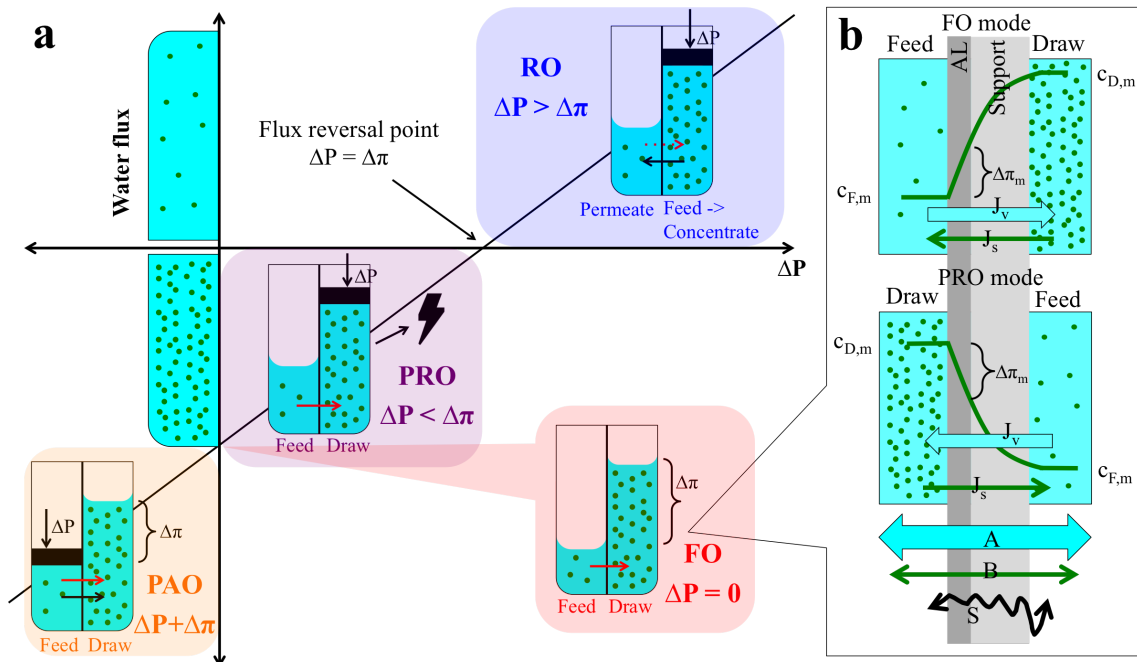 a
Water flux
Flux reversal point
ΔP = Δπ
RO
ΔP > Δπ
ΔP
Permeate
Feed ->
Concentrate
ΔP
ΔP
PRO
ΔP < Δπ
Feed Draw
ΔP
Δπ
PAO
ΔP+Δπ
Feed Draw
Δπ
FO
ΔP = 0
Feed Draw
b
FO mode
Feed
Draw
AL
Support
c_D,m
Δπ_m
c_F,m
J_v
J_s
PRO mode
Draw
Feed
c_D,m
Δπ_m
J_v
c_F,m
J_s
A
B
S